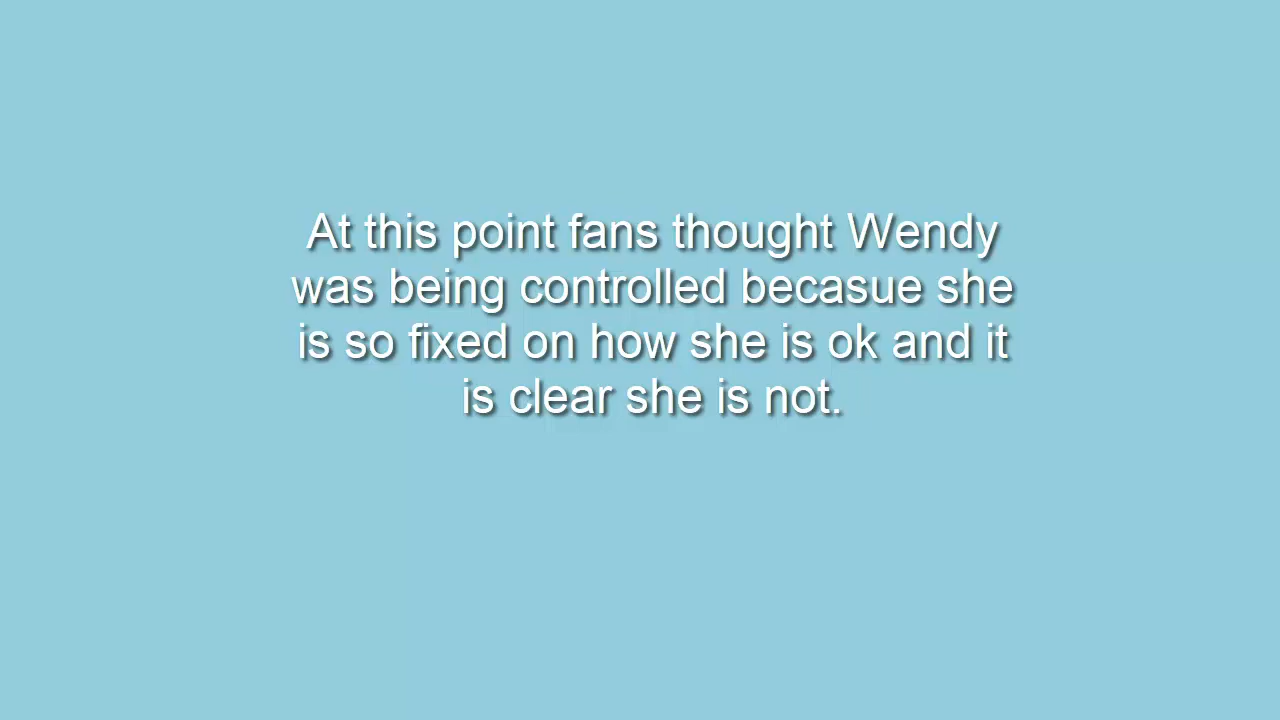 At this point fans thought Wendy
was being controlled becasue she
is so fixed on how she is ok and it
is clear she is not.